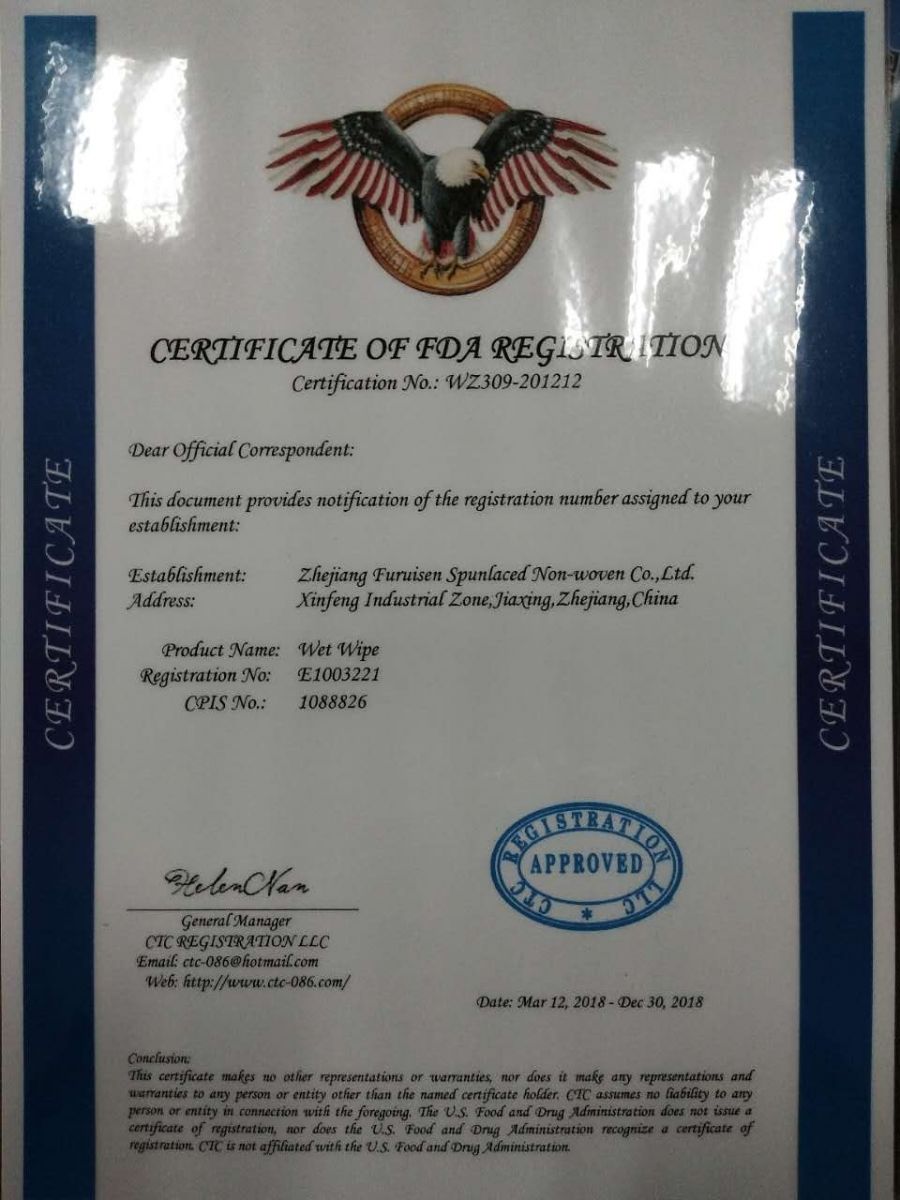 CERTIFICATE OF FDA REGISTRATION
Certification No.: WZ309-201212
Dear Official Correspondent:
This document provides notification of the registration number assigned to your
establishment:
Establishment: Zhejiang Furuisen Spunlaced Non-woven Co.,Ltd.
Address: Xinfeng Industrial Zone,Jiaxing,Zhejiang,China
Product Name: Wet Wipe
Registration No: E1003221
CPIS No.: 1088826
CERTIFICATE
CERTIFICATE
REGISTRATION
APPROVED
CTC * LLC
Helen Nan
General Manager
CTC REGISTRATION LLC
Email: ctc-086@hotmail.com
Web: http://www.ctc-086.com/
Date: Mar 12, 2018 - Dec 30, 2018
Conclusion:
This certificate makes no other representations or warranties, nor does it make any representations and
warranties to any person or entity other than the named certificate holder. CTC assumes no liability to any
person or entity in connection with the foregoing. The U.S. Food and Drug Administration does not issue a
certificate of registration, nor does the U.S. Food and Drug Administration recognize a certificate of
registration. CTC is not affiliated with the U.S. Food and Drug Administration.